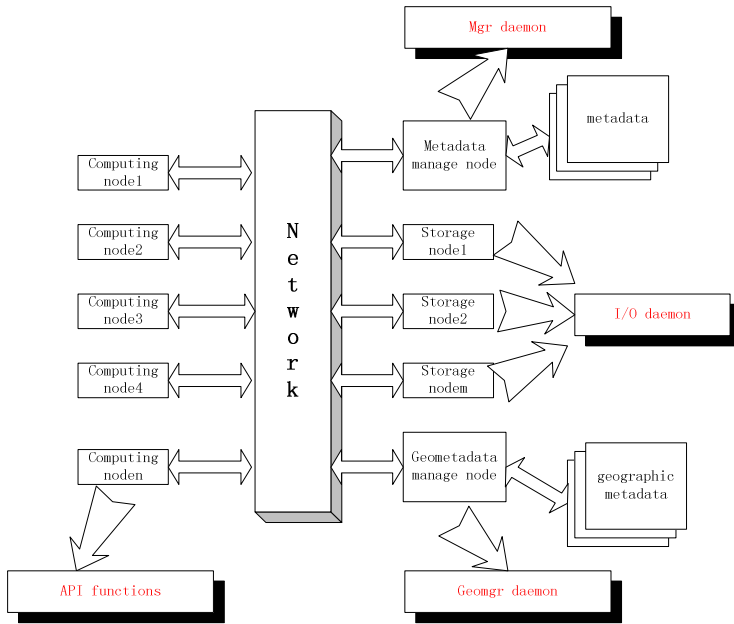 Mgr daemon
metadata
Metadata
manage node
Computing
node1
Computing
node2
Computing
node3
Computing
node4
Computing
noden
Network
Storage
node1
Storage
node2
Storage
nodem
I/O daemon
Geometadata
manage node
geographic
metadata
API functions
Geomgr daemon